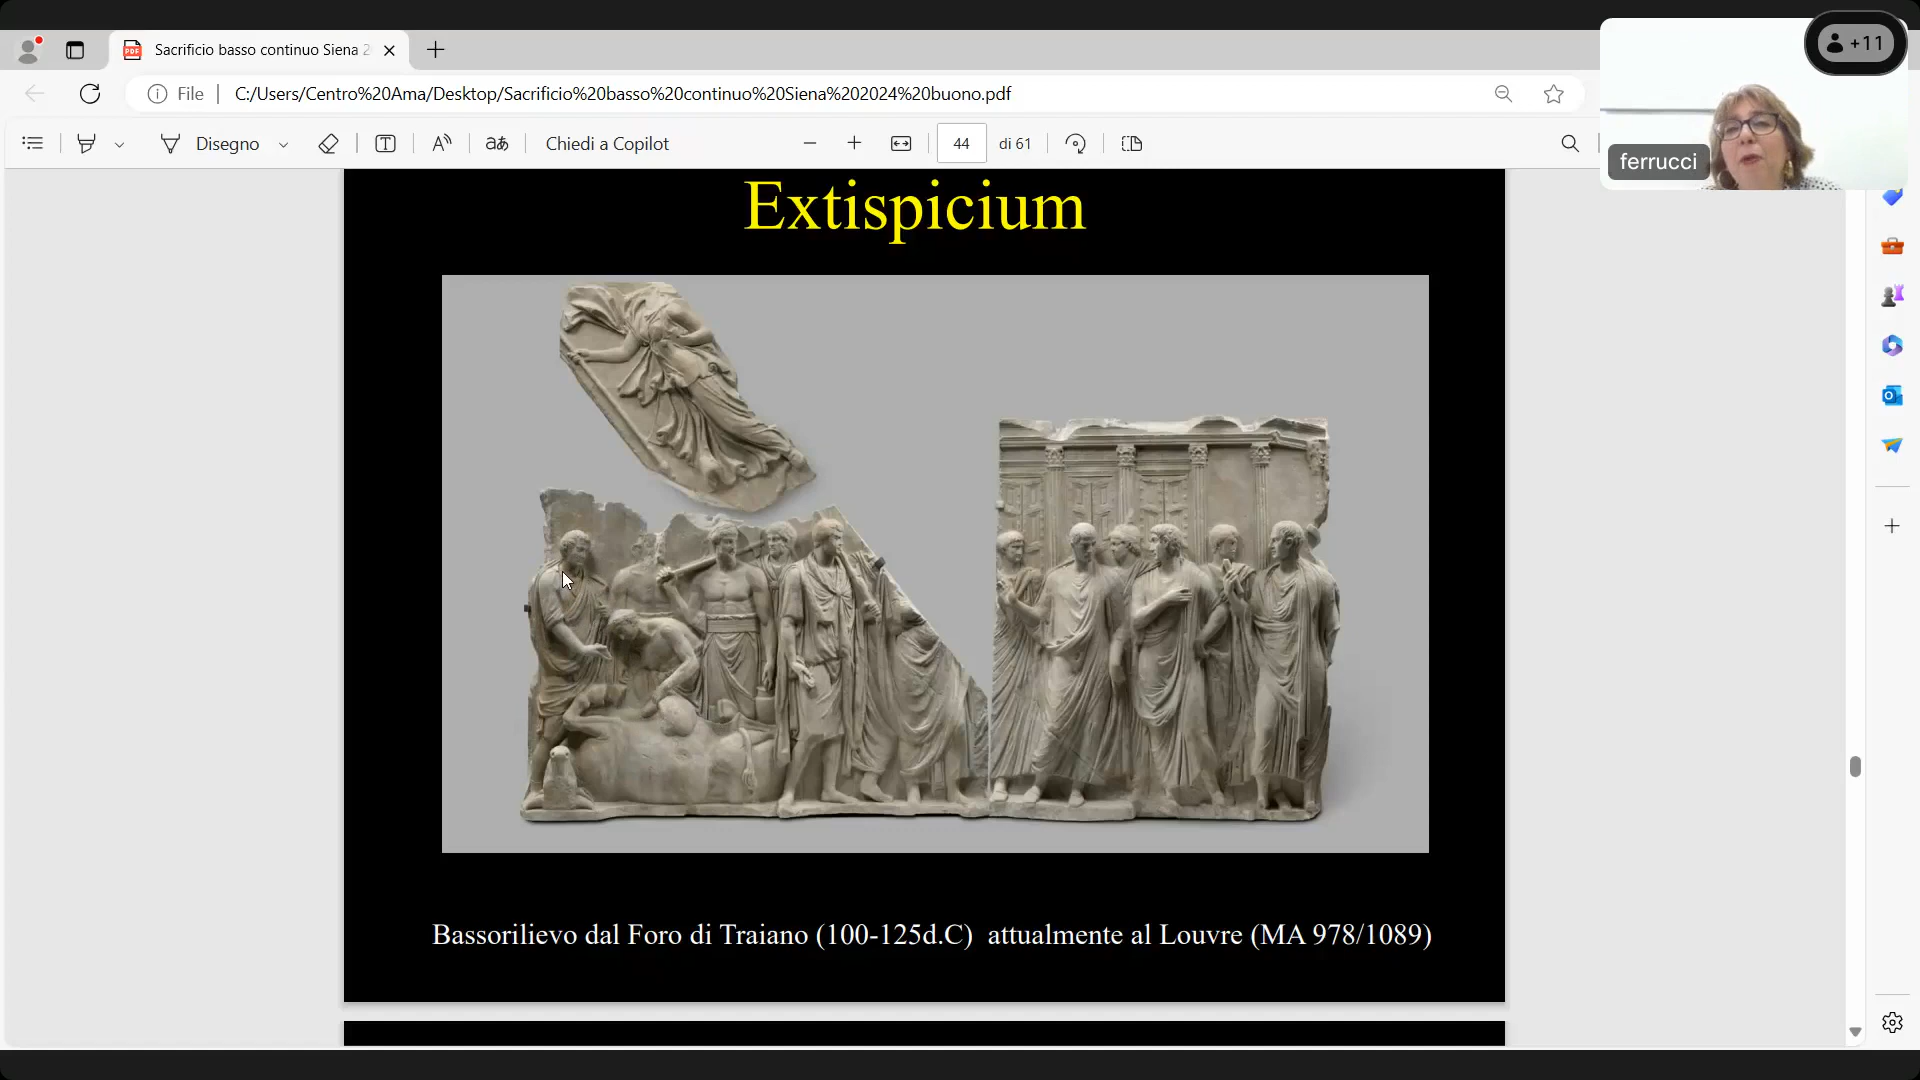 Sacrificio basso continuo Siena 2
+11
File
C:/Users/Centro%20Ama/Desktop/Sacrificio%20basso%20continuo%20Siena%202024%20buono.pdf
Disegno
Chiedi a Copilot
44
di 61
ferrucci
Extispicium
Bassorilievo dal Foro di Traiano (100-125d.C) attualmente al Louvre (MA 978/1089)